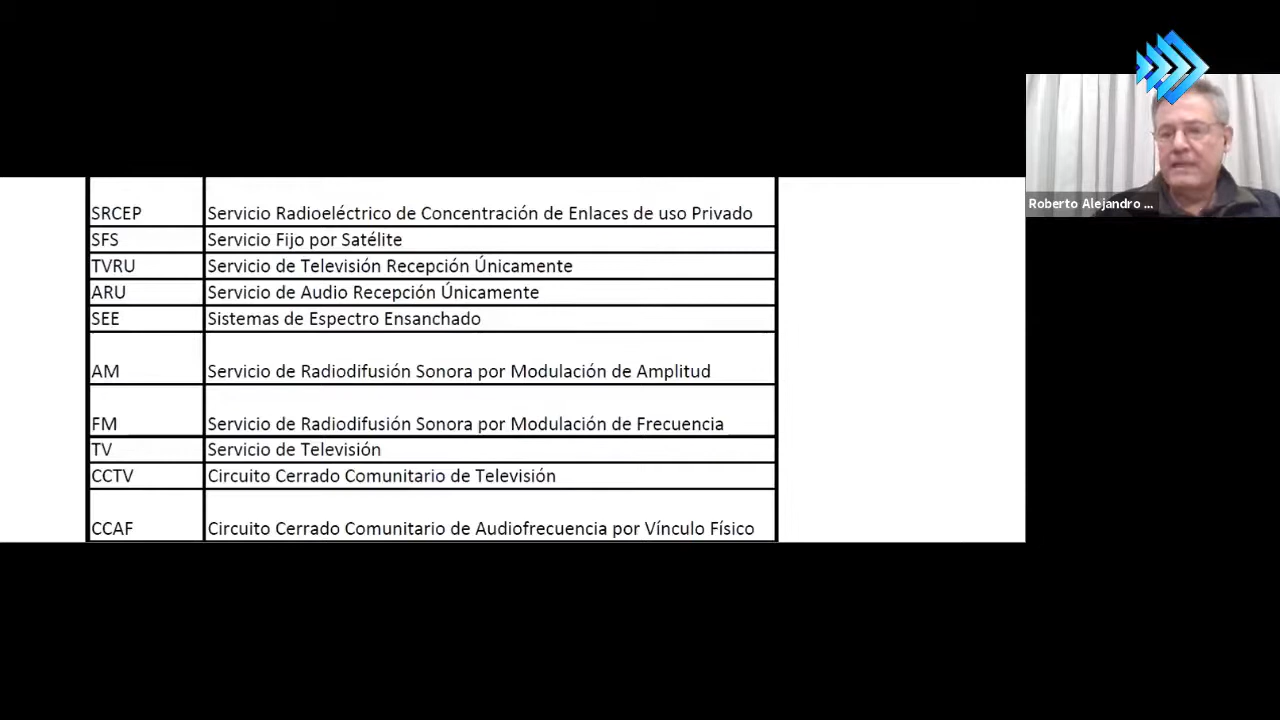 SRCEP Servicio Radioeléctrico de Concentración de Enlaces de uso Privado
SFS Servicio Fijo por Satélite
TVRU Servicio de Televisión Recepción Únicamente
ARU Servicio de Audio Recepción Únicamente
SEE Sistemas de Espectro Ensanchado
AM Servicio de Radiodifusión Sonora por Modulación de Amplitud
FM Servicio de Radiodifusión Sonora por Modulación de Frecuencia
TV Servicio de Televisión
CCTV Circuito Cerrado Comunitario de Televisión
CCAF Circuito Cerrado Comunitario de Audiofrecuencia por Vínculo Físico
Roberto Alejandro ...